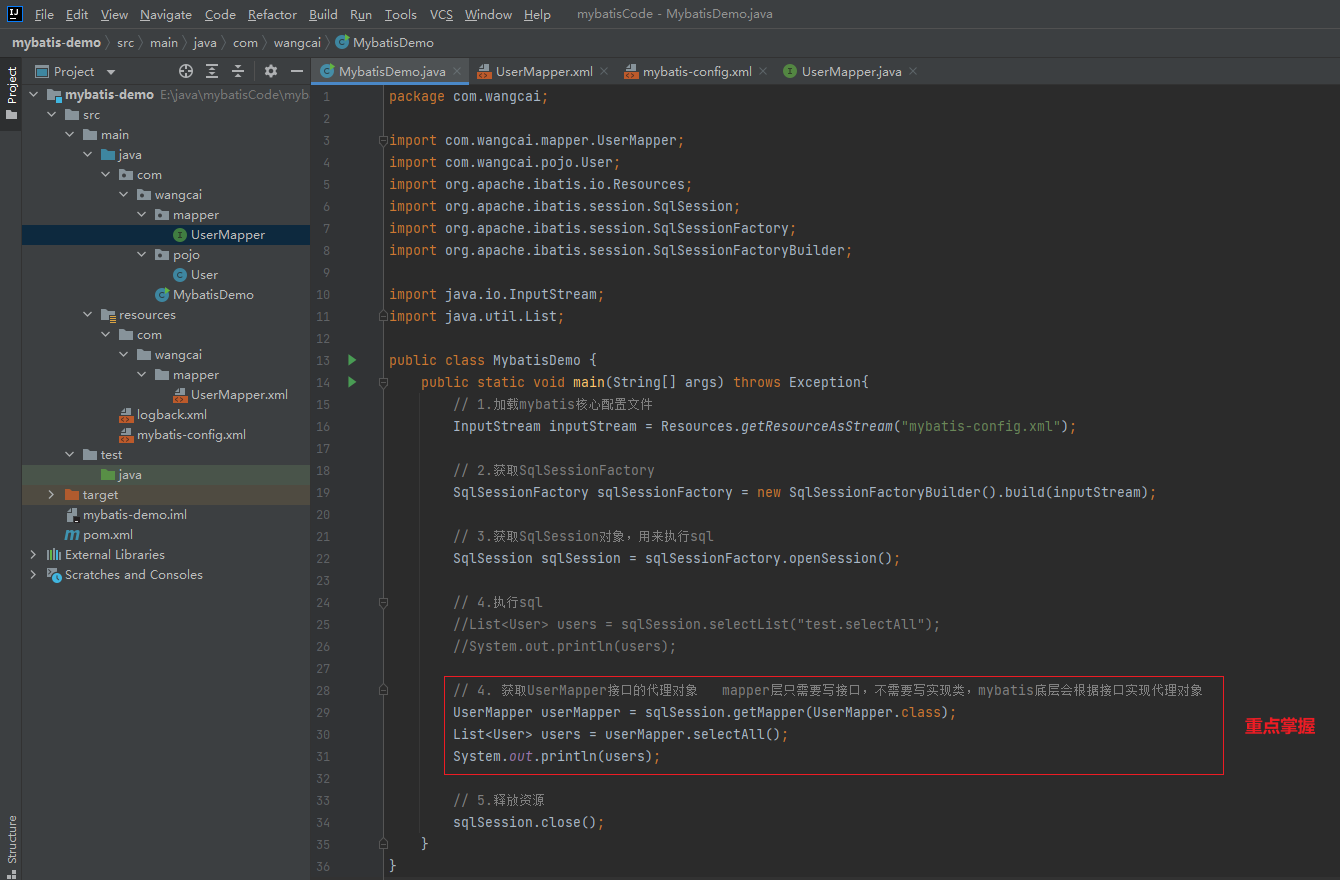 File Edit View Navigate Code Refactor Build Run Tools VCS Window Help mybatisCode - MybatisDemo.java
mybatis-demo src main java com wangcai MybatisDemo
Project
Project
MybatisDemo.java UserMapper.xml mybatis-config.xml UserMapper.java
mybatis-demo E:\java\mybatisCode\myb
src
main
java
com
wangcai
mapper
UserMapper
pojo
User
MybatisDemo
resources
com
wangcai
mapper
UserMapper.xml
logback.xml
mybatis-config.xml
test
java
target
mybatis-demo.iml
pom.xml
External Libraries
Scratches and Consoles
Structure
1 package com.wangcai;
2
3 import com.wangcai.mapper.UserMapper;
4 import com.wangcai.pojo.User;
5 import org.apache.ibatis.io.Resources;
6 import org.apache.ibatis.session.SqlSession;
7 import org.apache.ibatis.session.SqlSessionFactory;
8 import org.apache.ibatis.session.SqlSessionFactoryBuilder;
9
10 import java.io.InputStream;
11 import java.util.List;
12
13 public class MybatisDemo {
14 public static void main(String[] args) throws Exception{
15 // 1.加载mybatis核心配置文件
16 InputStream inputStream = Resources.getResourceAsStream("mybatis-config.xml");
17
18 // 2.获取SqlSessionFactory
19 SqlSessionFactory sqlSessionFactory = new SqlSessionFactoryBuilder().build(inputStream);
20
21 // 3.获取SqlSession对象，用来执行sql
22 SqlSession sqlSession = sqlSessionFactory.openSession();
23
24 // 4.执行sql
25 //List<User> users = sqlSession.selectList("test.selectAll");
26 //System.out.println(users);
27
28 // 4. 获取UserMapper接口的代理对象 mapper层只需要写接口，不需要写实现类，mybatis底层会根据接口实现代理对象
29 UserMapper userMapper = sqlSession.getMapper(UserMapper.class);
30 List<User> users = userMapper.selectAll();
31 System.out.println(users);
重点掌握
32
33 // 5.释放资源
34 sqlSession.close();
35 }
36 }